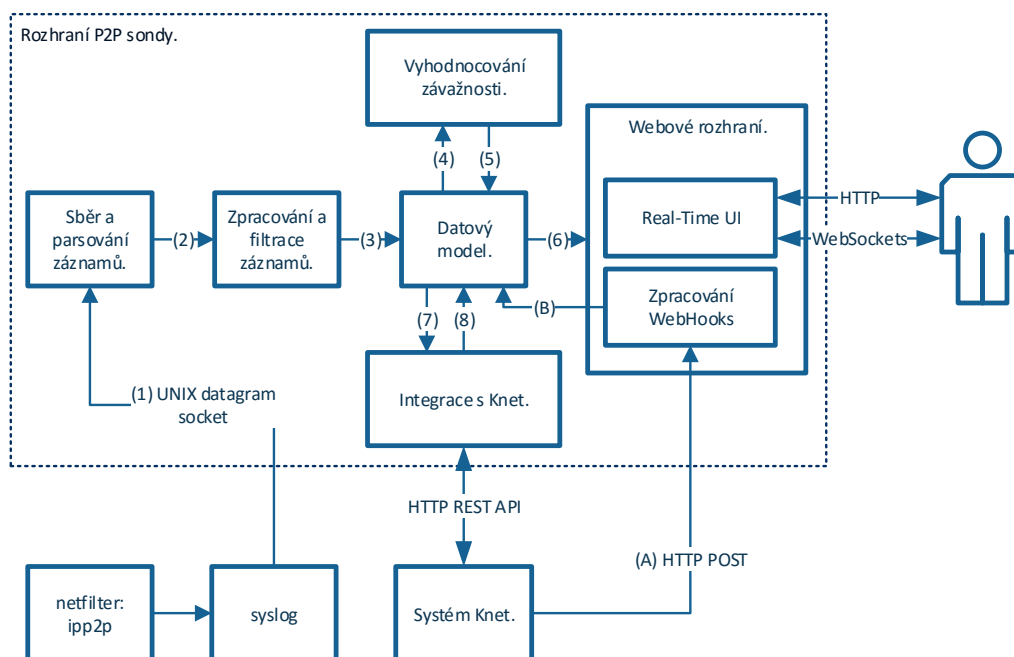 Rozhraní P2P sondy.
Vyhodnocování
závažnosti.
Webové rozhraní.
(4)
(5)
Sběr a
parsování
záznamů.
(2)
Zpracování a
filtrace
záznamů.
(3)
Datový
model.
(6)
Real-Time UI
HTTP
WebSockets
Zpracování
WebHooks
(B)
(7)
(8)
(1) UNIX datagram
socket
Integrace s Knet.
HTTP REST API
(A) HTTP POST
netfilter:
ipp2p
syslog
Systém Knet.